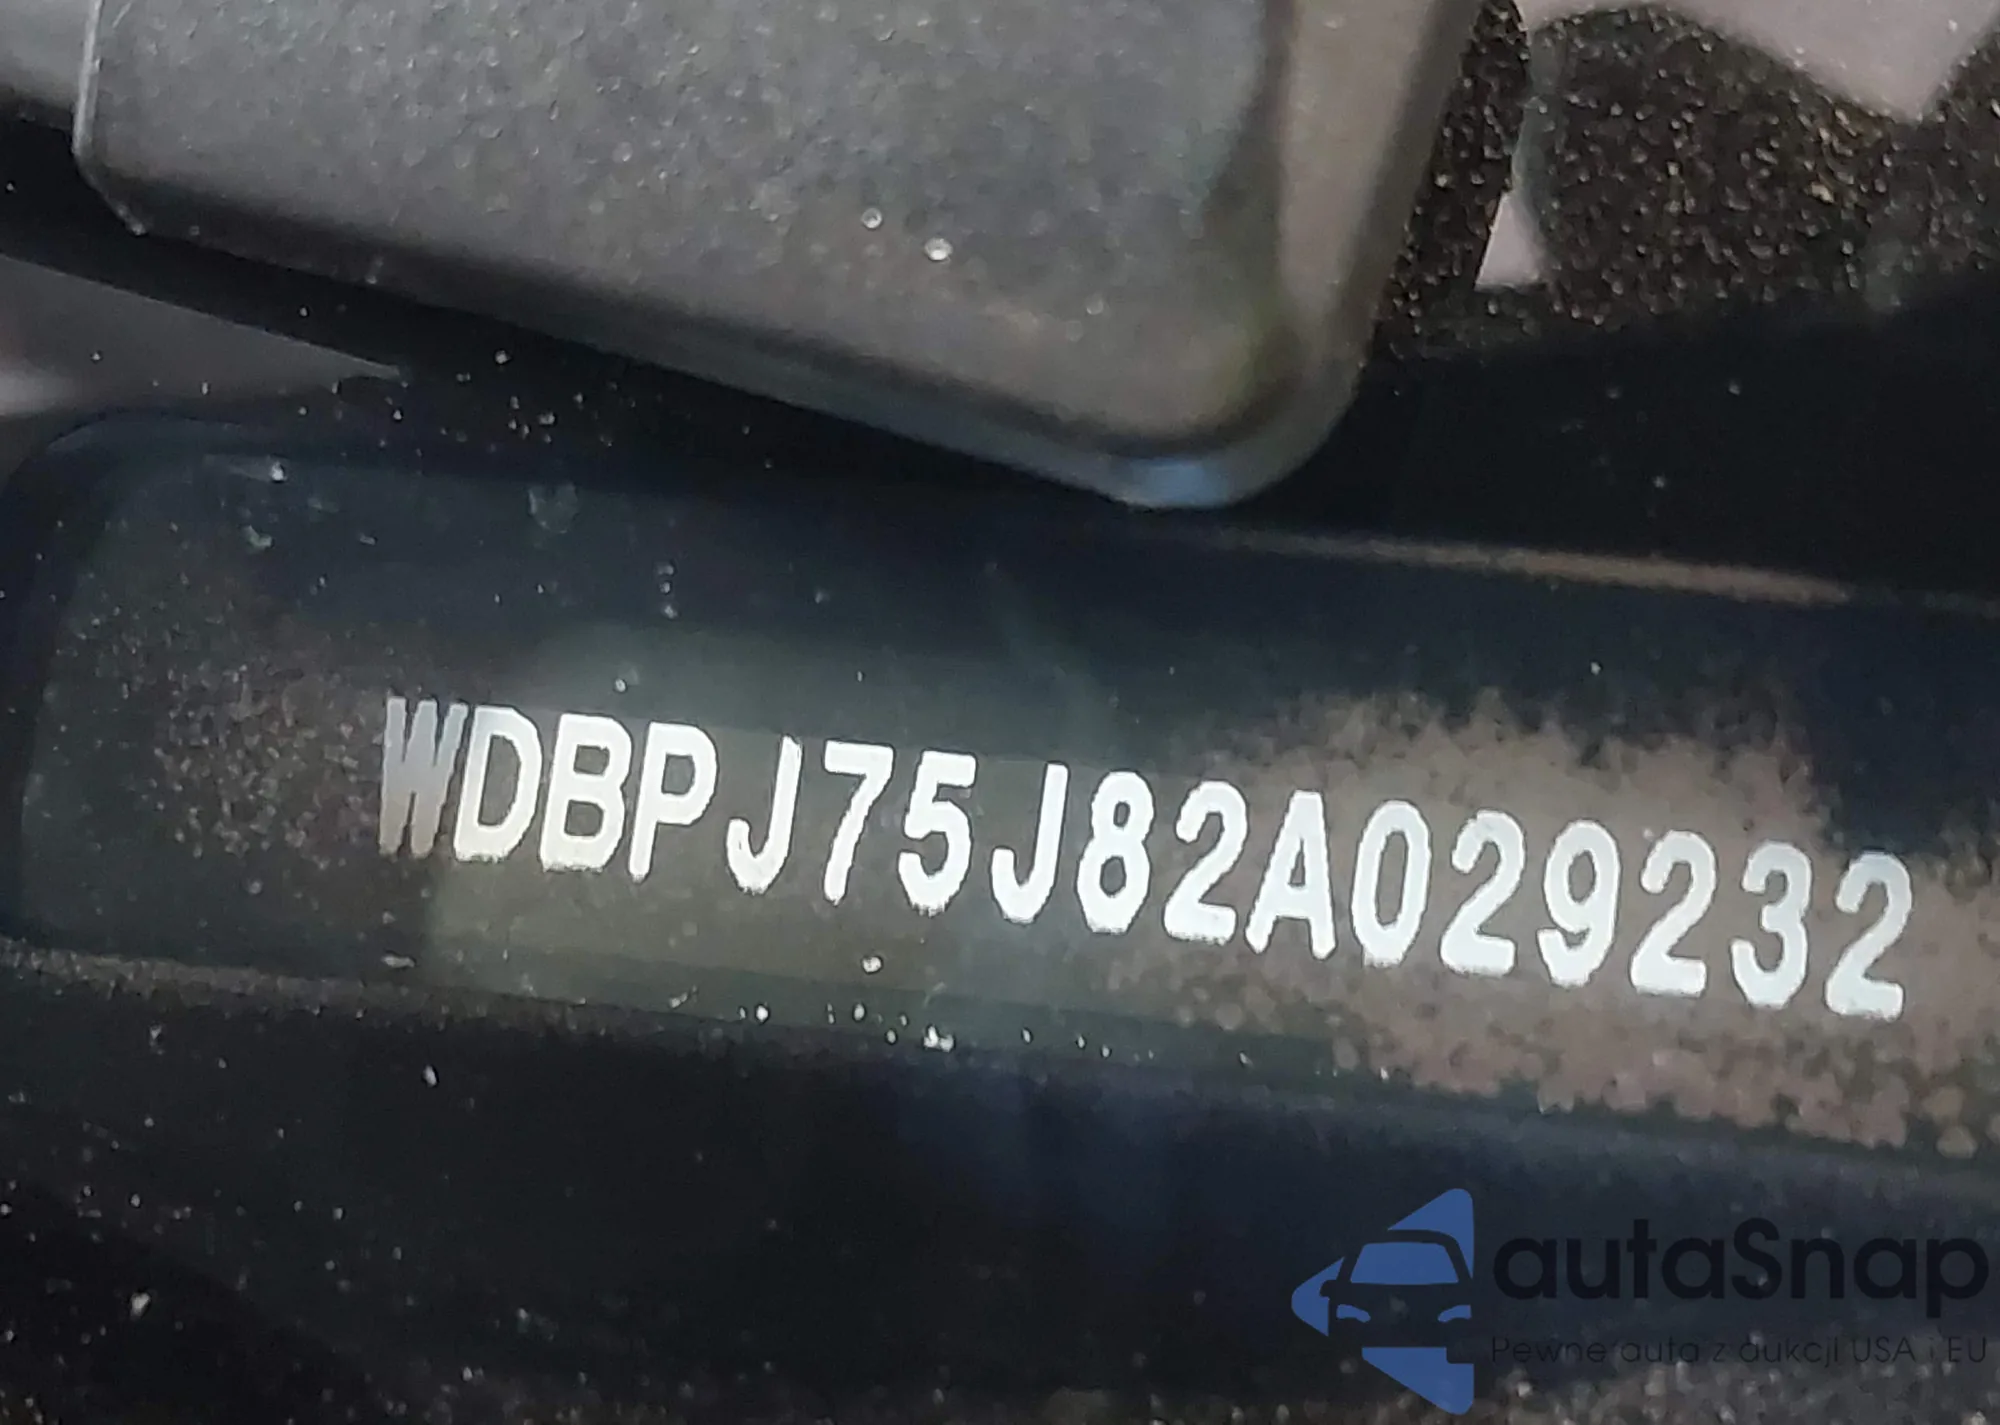 WDBPJ75J82A029232
autaSnap
Pewne auta z aukcji USA i EU